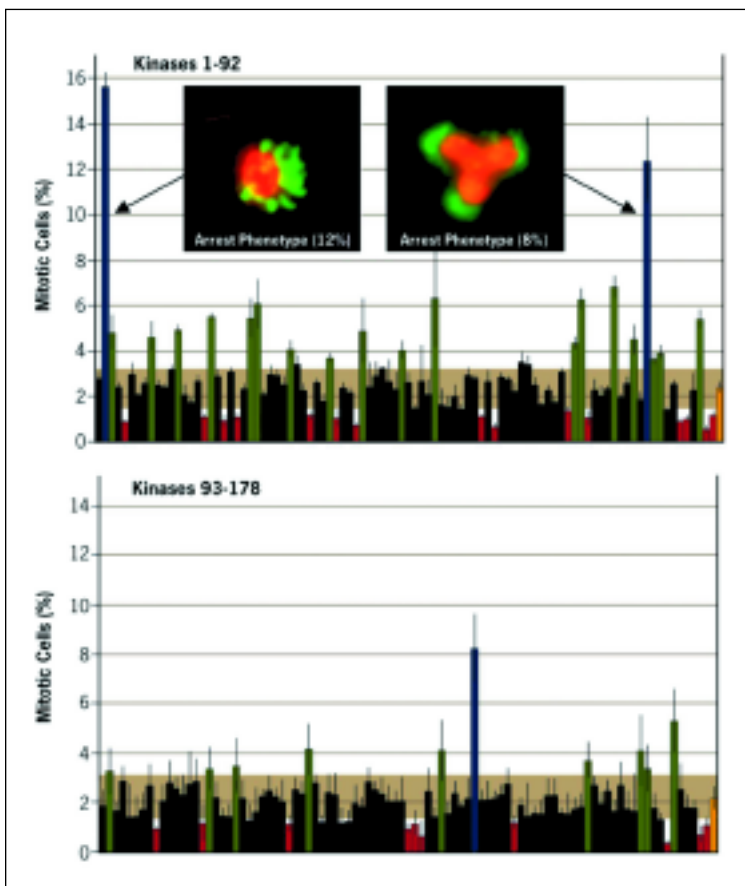 Kinases 1-92
16
14
12
10
8
6
4
2
0
Mitotic Cells (%)
Arrest Phenotype (12%)
Arrest Phenotype (8%)
Kinases 93-178
14
12
10
8
6
4
2
0
Mitotic Cells (%)